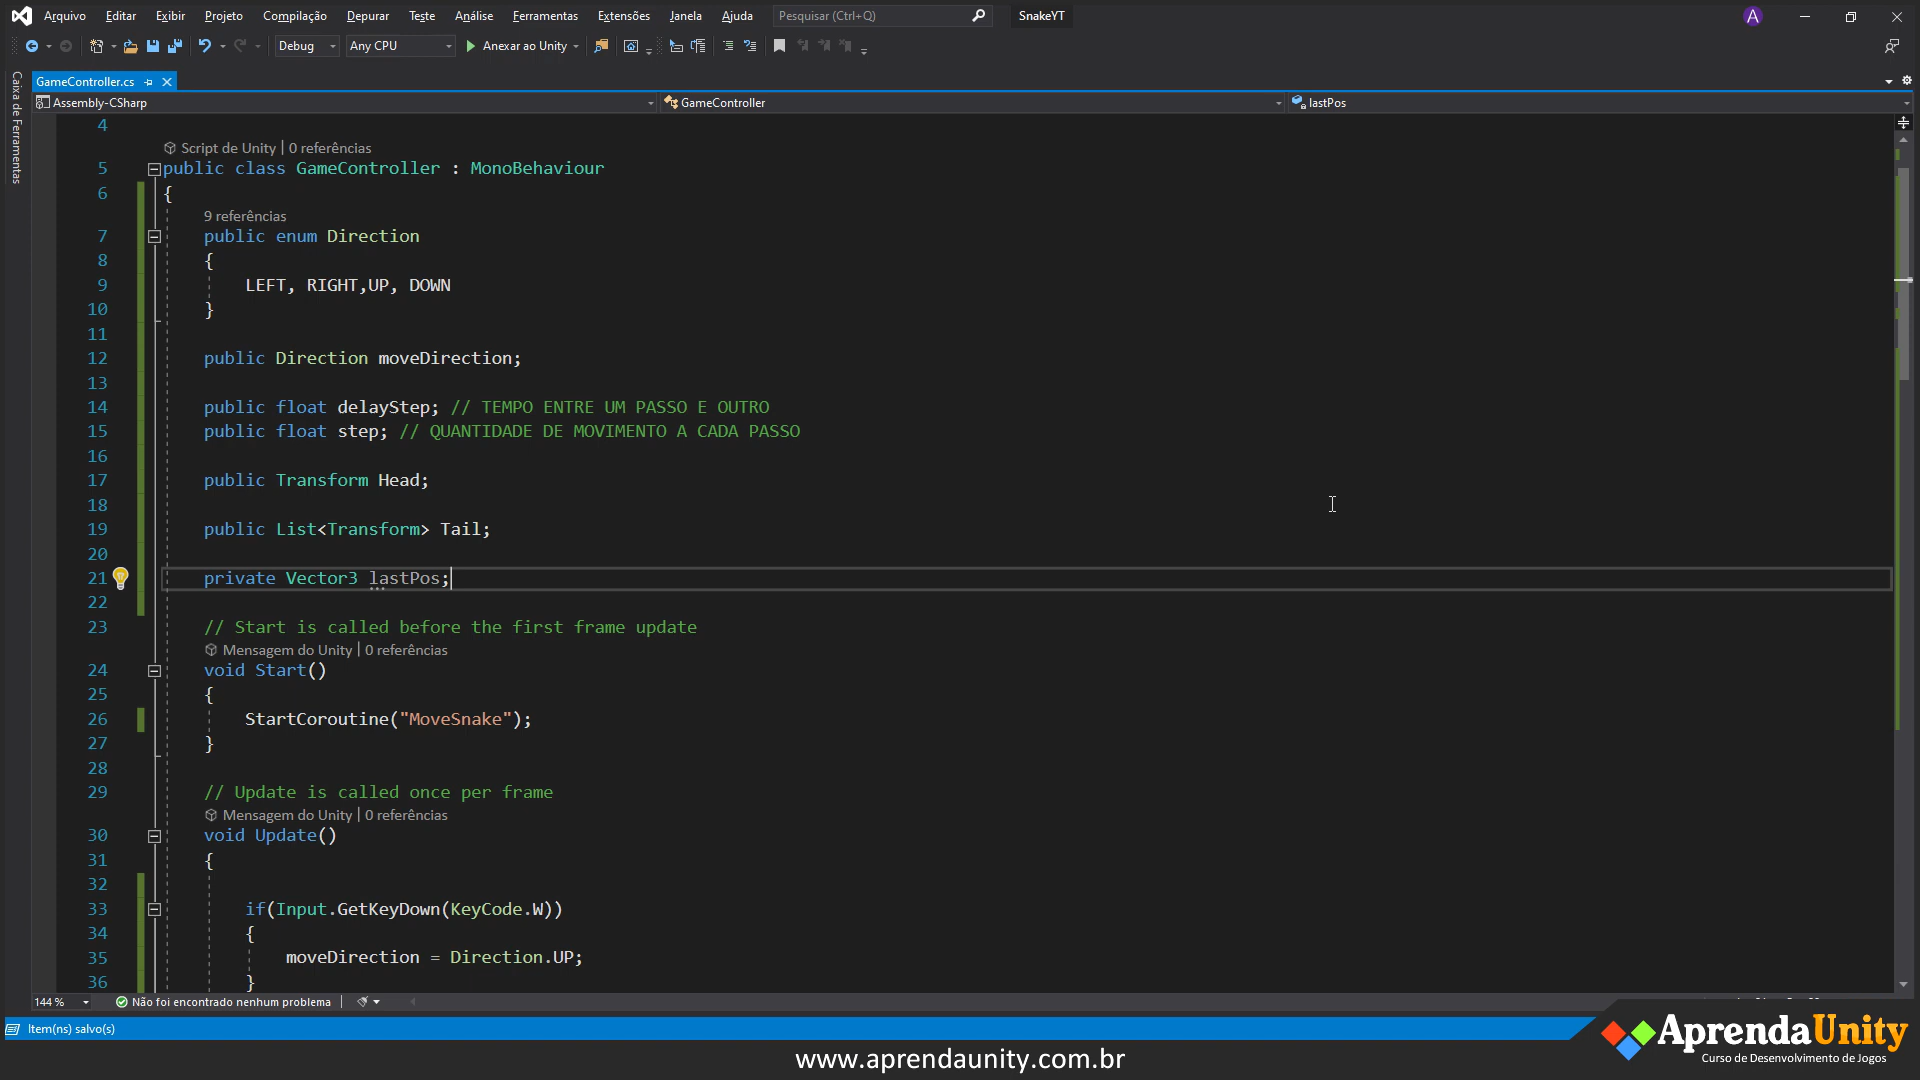 Arquivo Editar Exibir Projeto Compilação Depurar Teste Análise Ferramentas Extensões Janela Ajuda Pesquisar (Ctrl+Q) SnakeYT A
Debug Any CPU Anexar ao Unity
Caixa de Ferramentas
GameController.cs
Assembly-CSharp GameController lastPos
4
Script de Unity | 0 referências
5 public class GameController : MonoBehaviour
6 {
9 referências
7 public enum Direction
8 {
9 LEFT, RIGHT,UP, DOWN
10 }
11
12 public Direction moveDirection;
13
14 public float delayStep; // TEMPO ENTRE UM PASSO E OUTRO
15 public float step; // QUANTIDADE DE MOVIMENTO A CADA PASSO
16
17 public Transform Head;
18
19 public List<Transform> Tail;
20
21 private Vector3 lastPos;
22
23 // Start is called before the first frame update
Mensagem do Unity | 0 referências
24 void Start()
25 {
26 StartCoroutine("MoveSnake");
27 }
28
29 // Update is called once per frame
Mensagem do Unity | 0 referências
30 void Update()
31 {
32
33 if(Input.GetKeyDown(KeyCode.W))
34 {
35 moveDirection = Direction.UP;
36 }
144 % Não foi encontrado nenhum problema
Item(ns) salvo(s)
AprendaUnity
Curso de Desenvolvimento de Jogos
www.aprendaunity.com.br